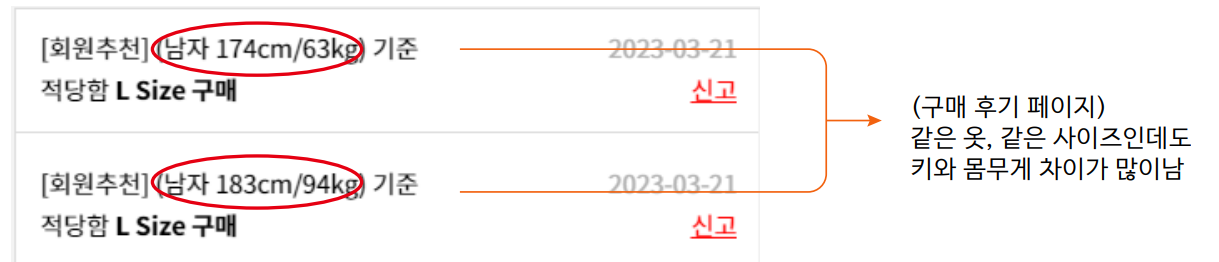 [회원추천] (남자 174cm/63kg) 기준 2023-03-21
적당함 L Size 구매 신고
[회원추천] (남자 183cm/94kg) 기준 2023-03-21
적당함 L Size 구매 신고
(구매 후기 페이지)
같은 옷, 같은 사이즈인데도
키와 몸무게 차이가 많이남